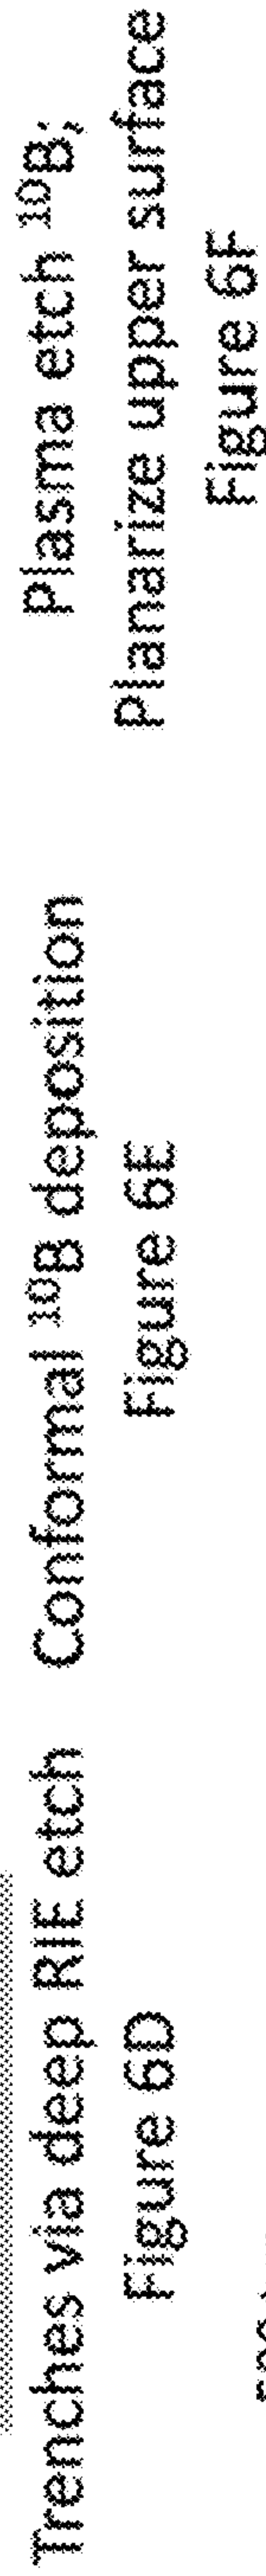 Trenches via deep RIE etch
Figure 6D
Conformal ¹⁰B deposition
Figure 6E
Plasma etch ¹⁰B;
planarize upper surface
Figure 6F